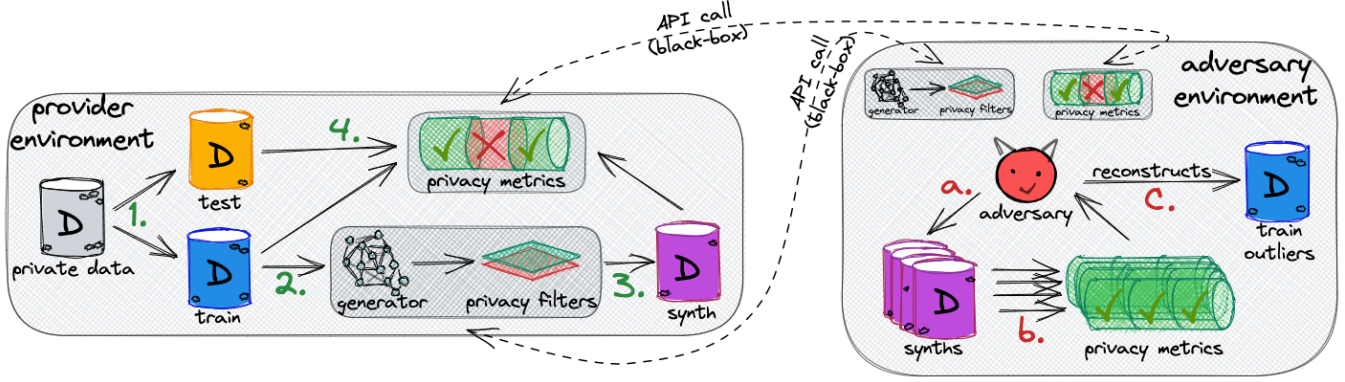 API call
(black-box)
API call
(black-box)
provider
environment
D
test
1.
D
private data
D
train
2.
4.
privacy metrics
generator
privacy filters
3.
D
synth
adversary
environment
generator
privacy filters
privacy metrics
a.
adversary
reconstructs
c.
D
train
outliers
D
synths
b.
privacy metrics